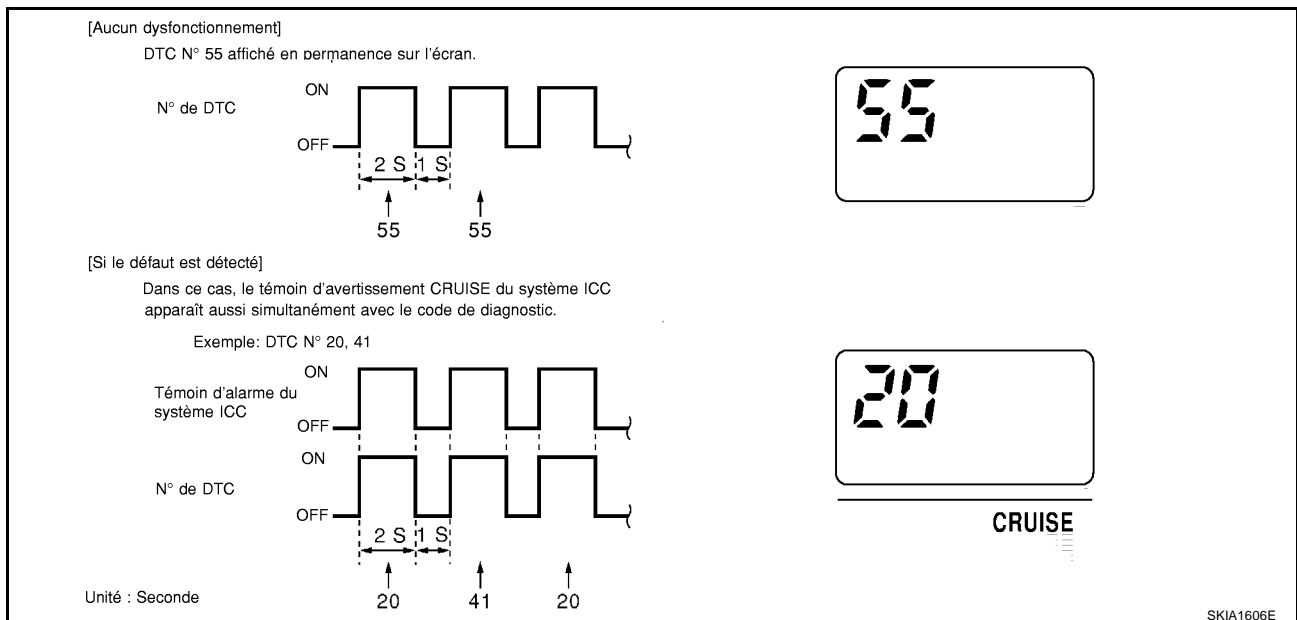 [Aucun dysfonctionnement]
DTC N° 55 affiché en permanence sur l'écran.
ON
N° de DTC
OFF
2 S 1 S
55 55
55
[Si le défaut est détecté]
Dans ce cas, le témoin d'avertissement CRUISE du système ICC
apparaît aussi simultanément avec le code de diagnostic.
Exemple: DTC N° 20, 41
ON
Témoin d'alarme du
système ICC
OFF
ON
N° de DTC
OFF
2 S 1 S
20 41 20
Unité : Seconde
20
CRUISE
SKIA1606E